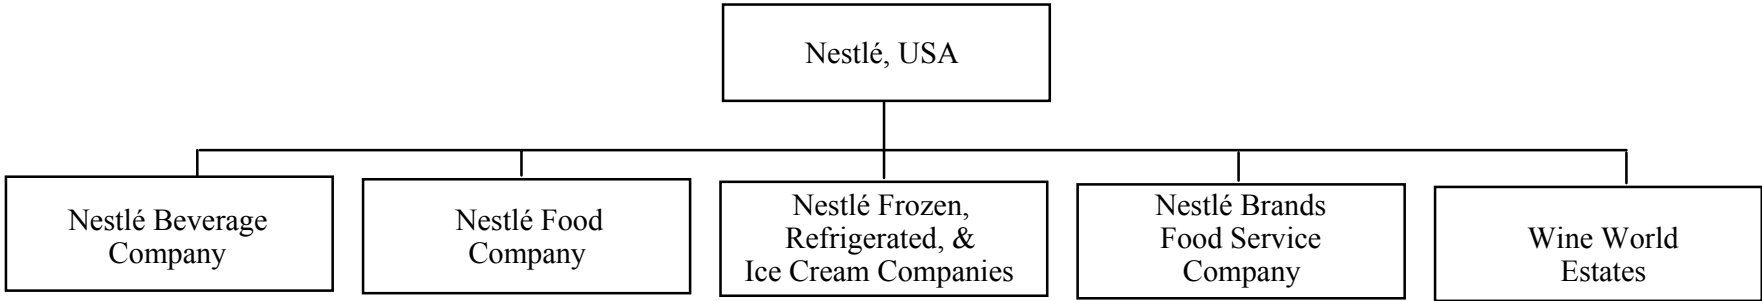 Nestlé, USA
Nestlé Beverage
Company
Nestlé Food
Company
Nestlé Frozen,
Refrigerated, &
Ice Cream Companies
Nestlé Brands
Food Service
Company
Wine World
Estates